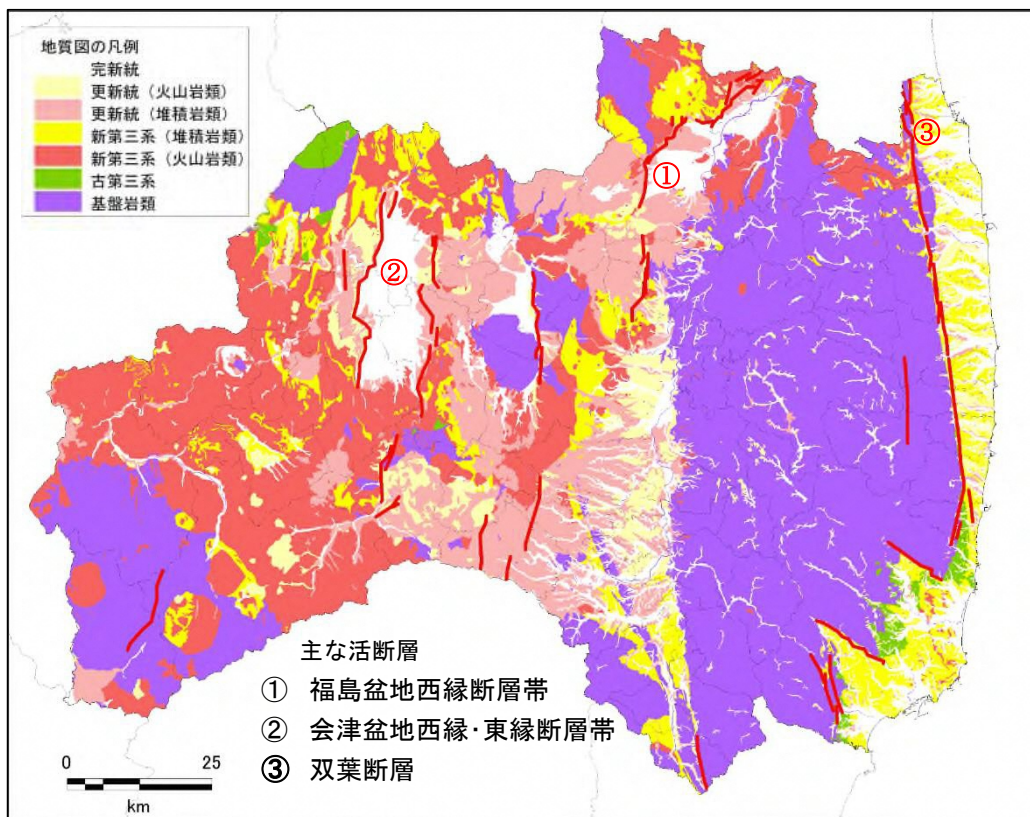 地質図の凡例
完新統
更新統（火山岩類）
更新統（堆積岩類）
新第三系（堆積岩類）
新第三系（火山岩類）
古第三系
基盤岩類
①
②
③
主な活断層
① 福島盆地西縁断層帯
② 会津盆地西縁・東縁断層帯
③ 双葉断層
0 25
km